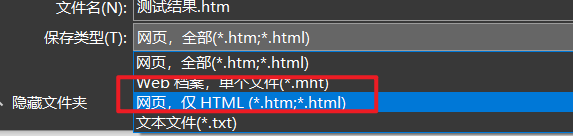 文件名(N): 测试结果.htm
保存类型(T): 网页，全部(*.htm;*.html)
网页，全部(*.htm;*.html)
Web 档案，单个文件(*.mht)
隐藏文件夹 网页，仅 HTML (*.htm;*.html)
文本文件(*.txt)